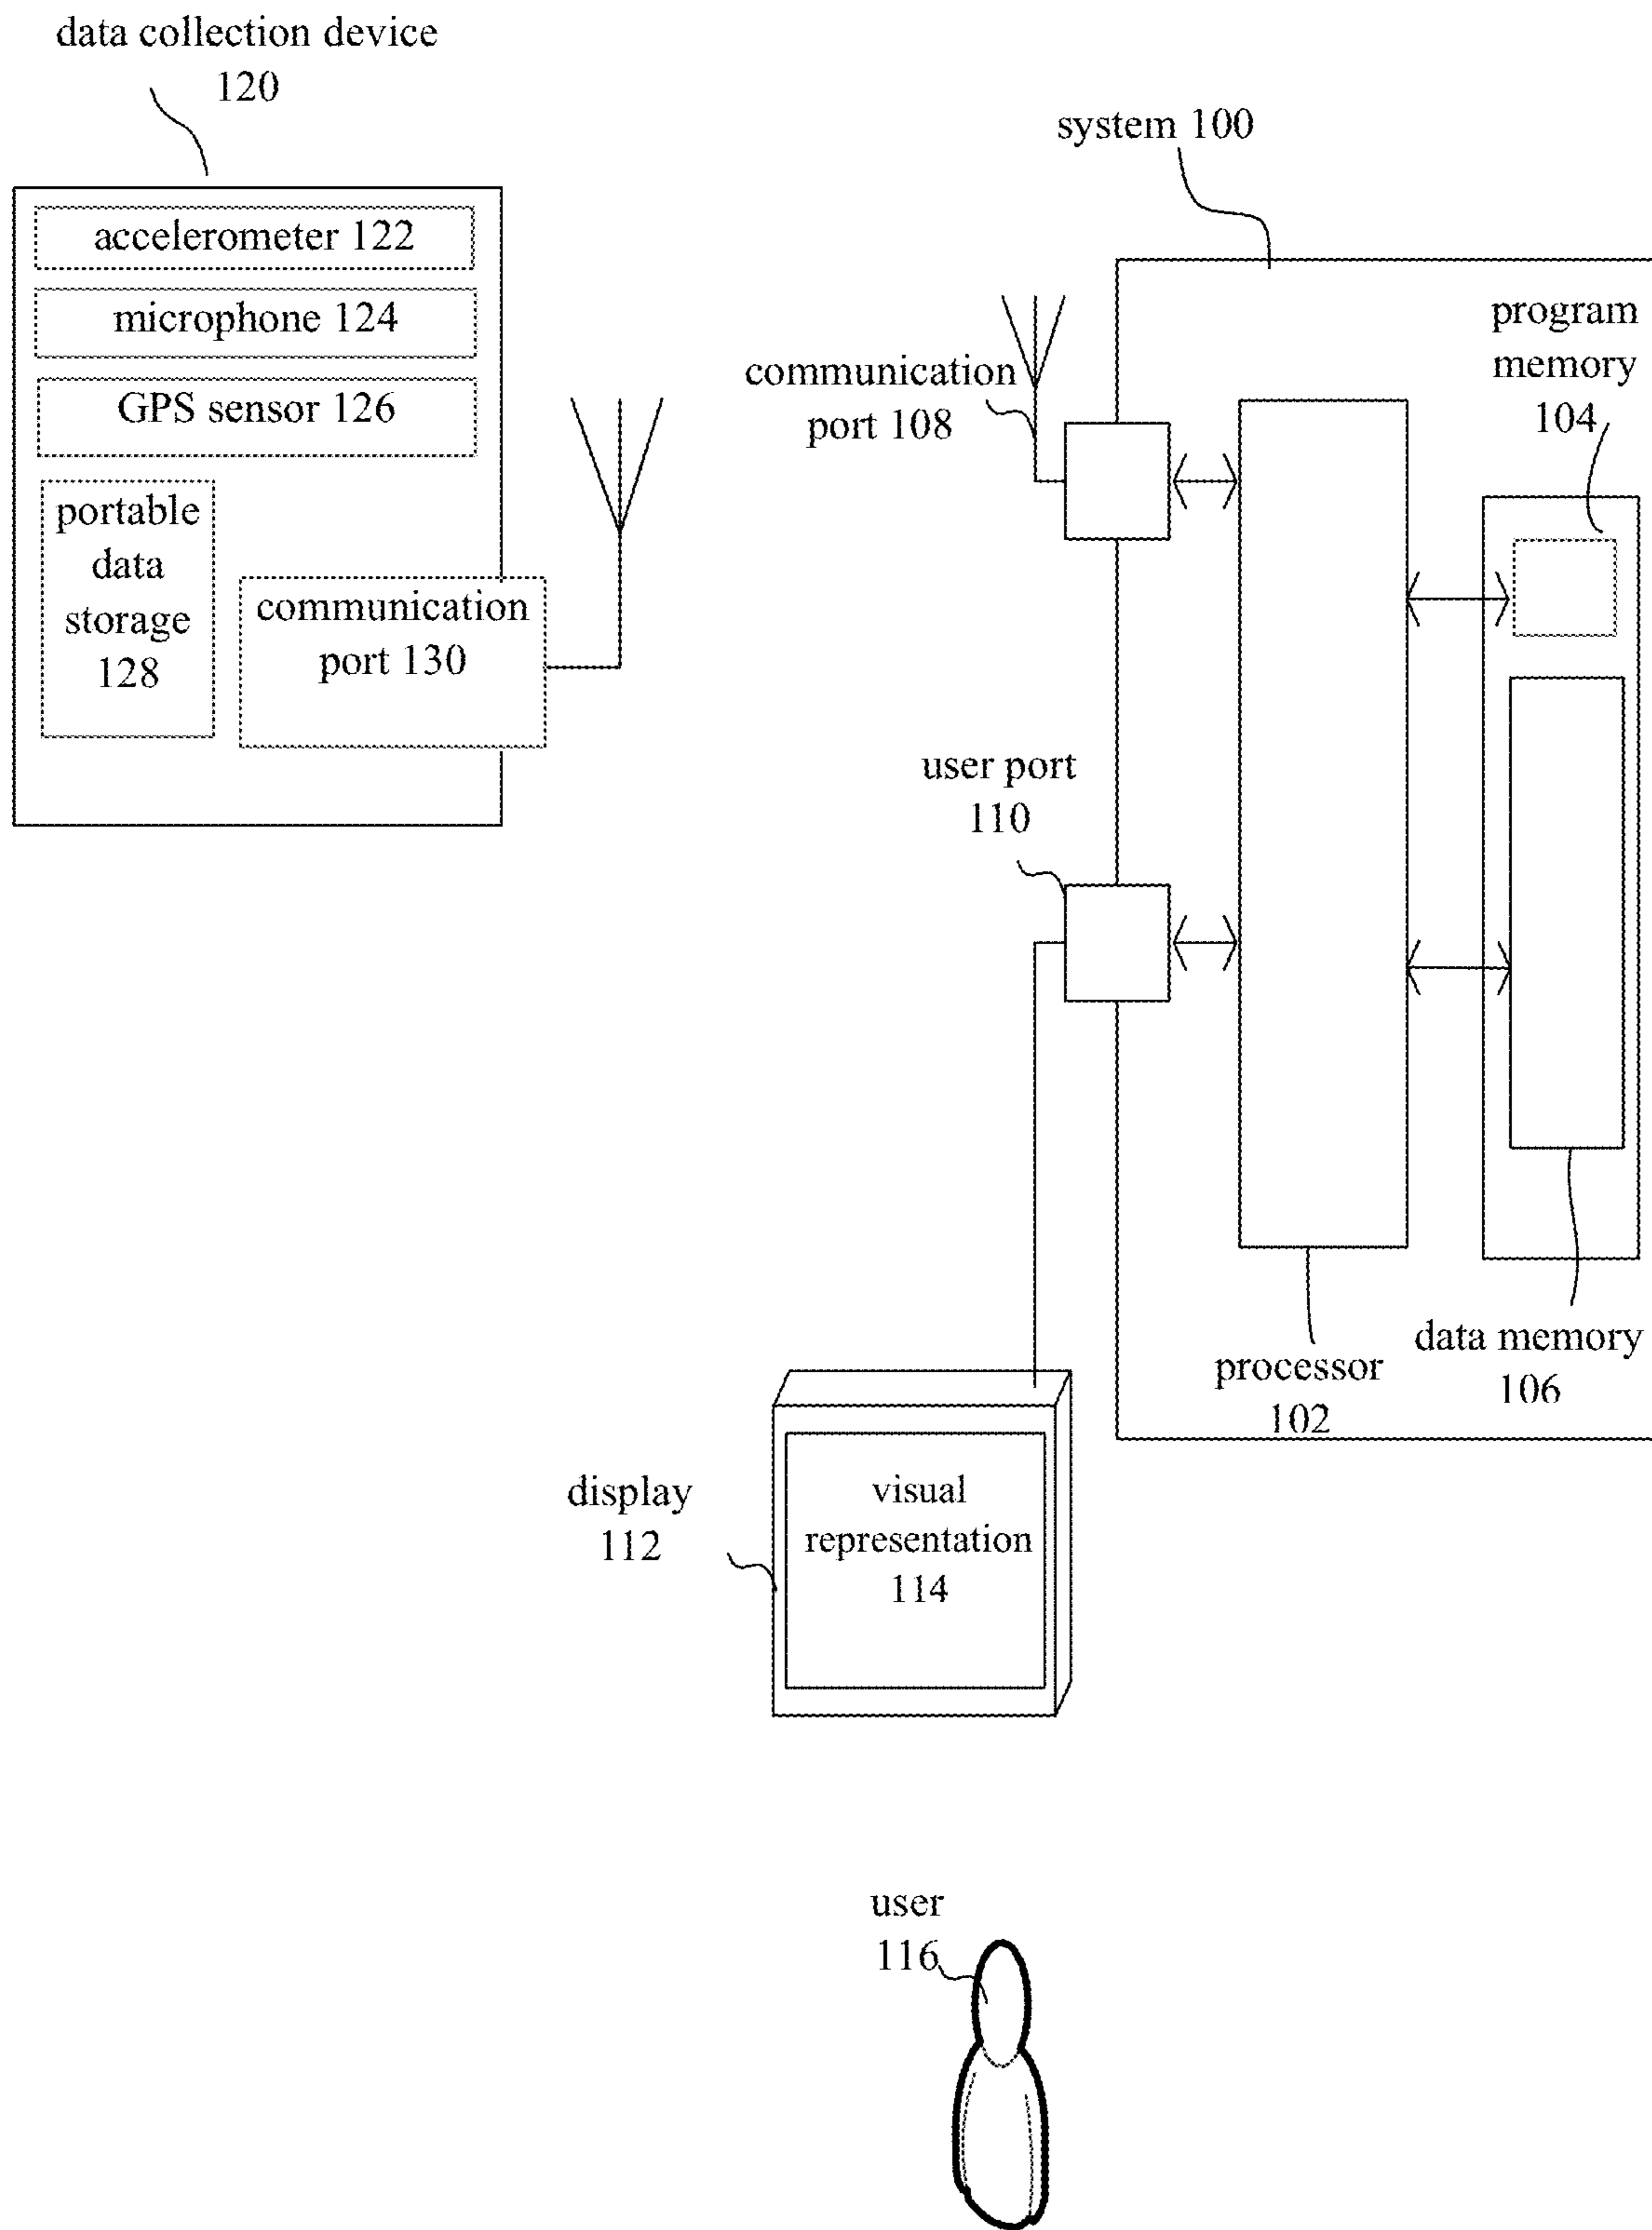 data collection device
120
accelerometer 122
microphone 124
GPS sensor 126
portable
data
storage
128
communication
port 130
system 100
communication
port 108
program
memory
104
user port
110
processor
102
data memory
106
display
112
visual
representation
114
user
116